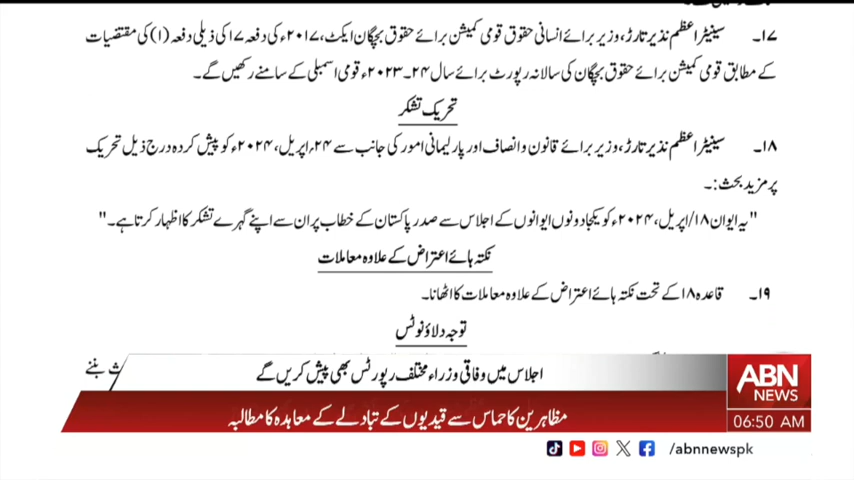 ۱۷۔ سینیٹر اعظم نذیر تارڑ، وزیر برائے انسانی حقوق قومی کمیشن برائے حقوق بچگان ایکٹ، ۲۰۱۷ء کی دفعہ ۱۷ کی ذیلی دفعہ (۱) کی مقتضیات
کے مطابق قومی کمیشن برائے حقوق بچگان کی سالانہ رپورٹ برائے سال ۲۴۔۲۰۲۳ء قومی اسمبلی کے سامنے رکھیں گے۔
تحریک تشکر
۱۸۔ سینیٹر اعظم نذیر تارڑ، وزیر برائے قانون و انصاف اور پارلیمانی امور کی جانب سے ۲۴؍اپریل، ۲۰۲۴ء کو پیش کردہ درج ذیل تحریک
پر مزید بحث:۔
"یہ ایوان ۱۸/اپریل، ۲۰۲۴ء کو یکجا دونوں ایوانوں کے اجلاس سے صدر پاکستان کے خطاب پر ان سے اپنے گہرے تشکر کا اظہار کرتا ہے۔"
نکتہ ہائے اعتراض کے علاوہ معاملات
۱۹۔ قاعدہ ۱۸ کے تحت نکتہ ہائے اعتراض کے علاوہ معاملات کا اٹھانا۔
توجہ دلاؤ نوٹس
بننے
اجلاس میں وفاقی وزراء مختلف رپورٹس بھی پیش کریں گے
مظاہرین کا حماس سے قیدیوں کے تبادلے کے معاہدہ کا مطالبہ
ABN
NEWS
06:50 AM
/abnnewspk